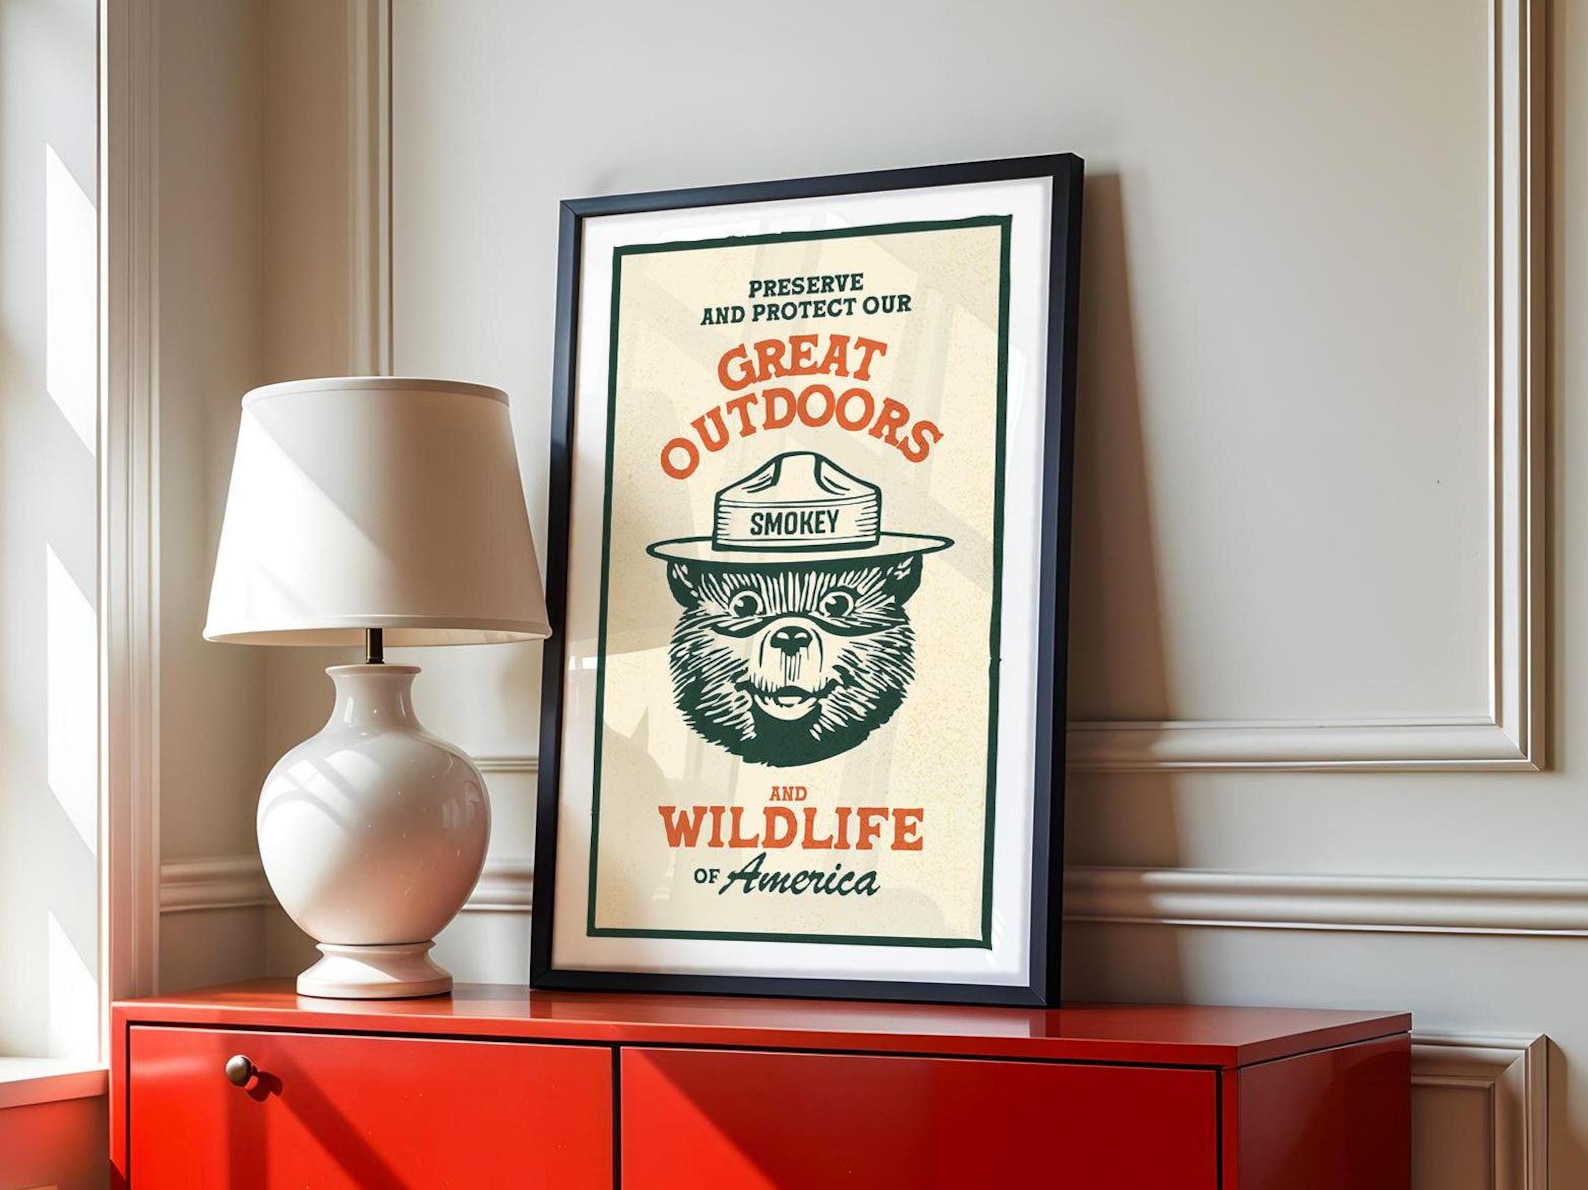 PRESERVE
AND PROTECT OUR
GREAT
OUTDOORS
SMOKEY
AND
WILDLIFE
OF America